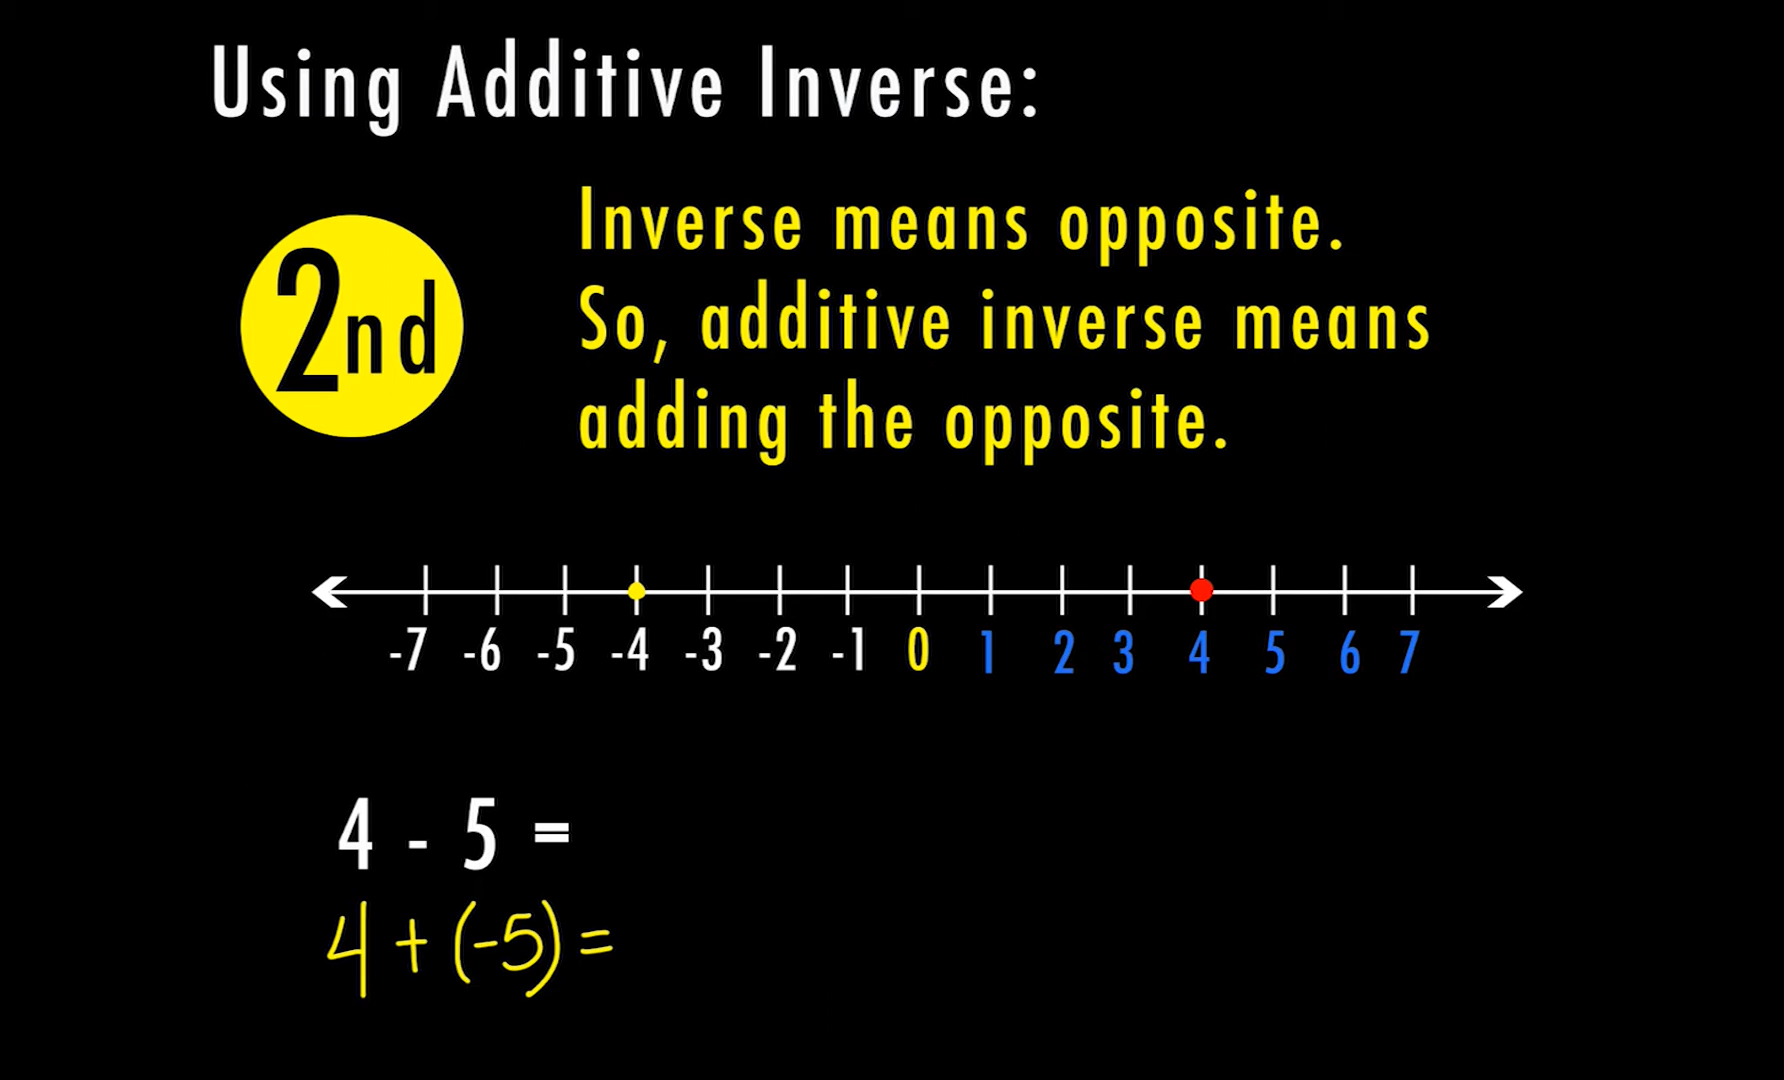 Using Additive Inverse:
2nd
Inverse means opposite.
So, additive inverse means
adding the opposite.
-7 -6 -5 -4 -3 -2 -1 0 1 2 3 4 5 6 7
4 - 5 =
4 + (-5) =